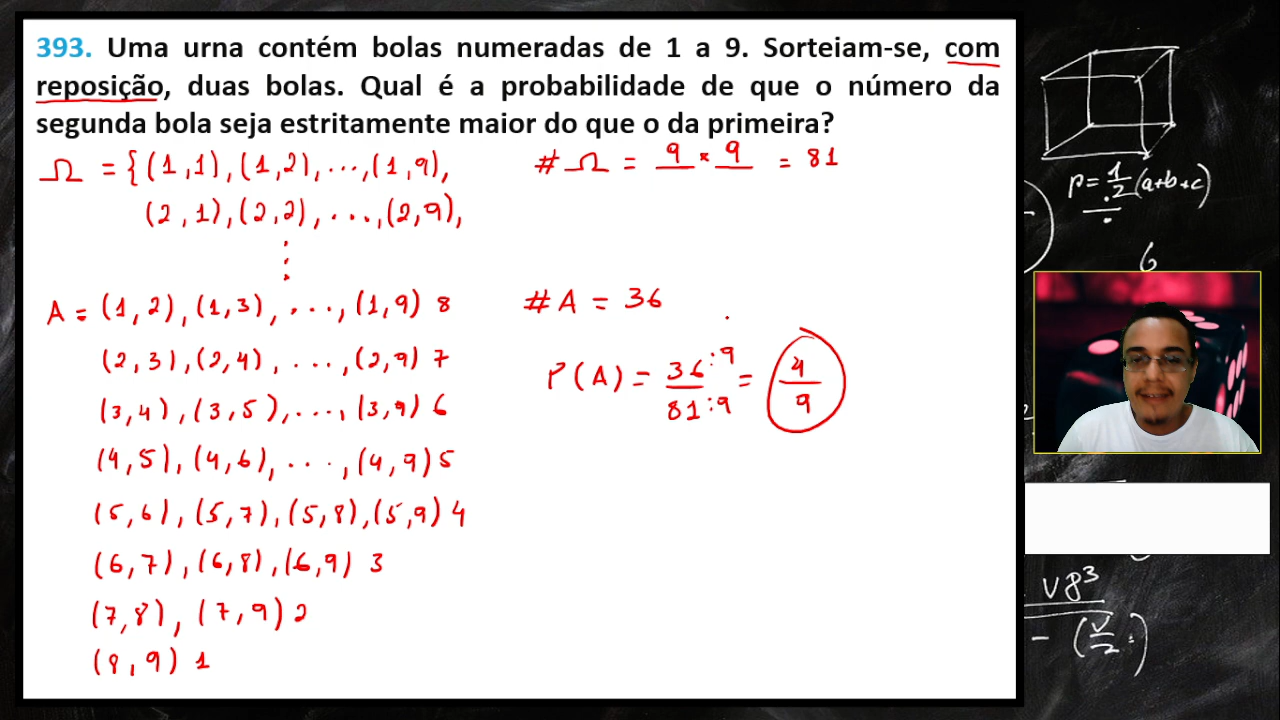 393. Uma urna contém bolas numeradas de 1 a 9. Sorteiam-se, com
reposição, duas bolas. Qual é a probabilidade de que o número da
segunda bola seja estritamente maior do que o da primeira?
Ω = {(1,1),(1,2),...,(1,9),
(2,1),(2,2),...,(2,9),
⋮
#Ω = 9 × 9 = 81
A = (1,2),(1,3),...,(1,9) 8
(2,3),(2,4),...,(2,9) 7
(3,4),(3,5),...,(3,9) 6
(4,5),(4,6),...,(4,9) 5
(5,6),(5,7),(5,8),(5,9) 4
(6,7),(6,8),(6,9) 3
(7,8),(7,9) 2
(8,9) 1
#A = 36
P(A) = 36:9/81:9 = 4/9
P = 1/2 (a+b+c)
÷
6
V8³
- (V/2